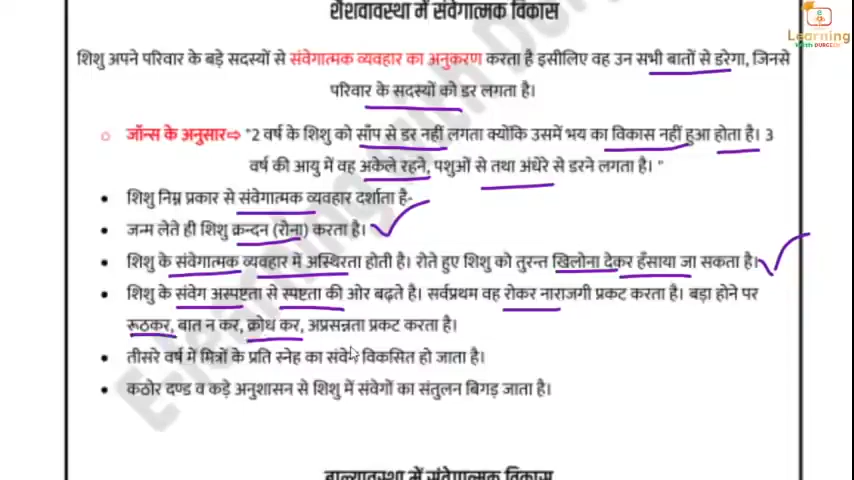 शैशवावस्था में संवेगात्मक विकास
Learning
With DURGESH
शिशु अपने परिवार के बड़े सदस्यों से संवेगात्मक व्यवहार का अनुकरण करता है इसीलिए वह उन सभी बातों से डरेगा, जिनसे
परिवार के सदस्यों को डर लगता है।
जॉन्स के अनुसार⇨ "2 वर्ष के शिशु को साँप से डर नहीं लगता क्योंकि उसमें भय का विकास नहीं हुआ होता है। 3
वर्ष की आयु में वह अकेले रहने, पशुओं से तथा अंधेरे से डरने लगता है। "
• शिशु निम्न प्रकार से संवेगात्मक व्यवहार दर्शाता है-
• जन्म लेते ही शिशु क्रन्दन (रोना) करता है।
• शिशु के संवेगात्मक व्यवहार में अस्थिरता होती है। रोते हुए शिशु को तुरन्त खिलोना देकर हँसाया जा सकता है।
• शिशु के संवेग अस्पष्टता से स्पष्टता की ओर बढ़ते है। सर्वप्रथम वह रोकर नाराजगी प्रकट करता है। बड़ा होने पर
रूठकर, बात न कर, क्रोध कर, अप्रसन्नता प्रकट करता है।
• तीसरे वर्ष में मित्रों के प्रति स्नेह का संवेग विकसित हो जाता है।
• कठोर दण्ड व कड़े अनुशासन से शिशु में संवेगों का संतुलन बिगड़ जाता है।
बाल्यावस्था में संवेगात्मक विकास